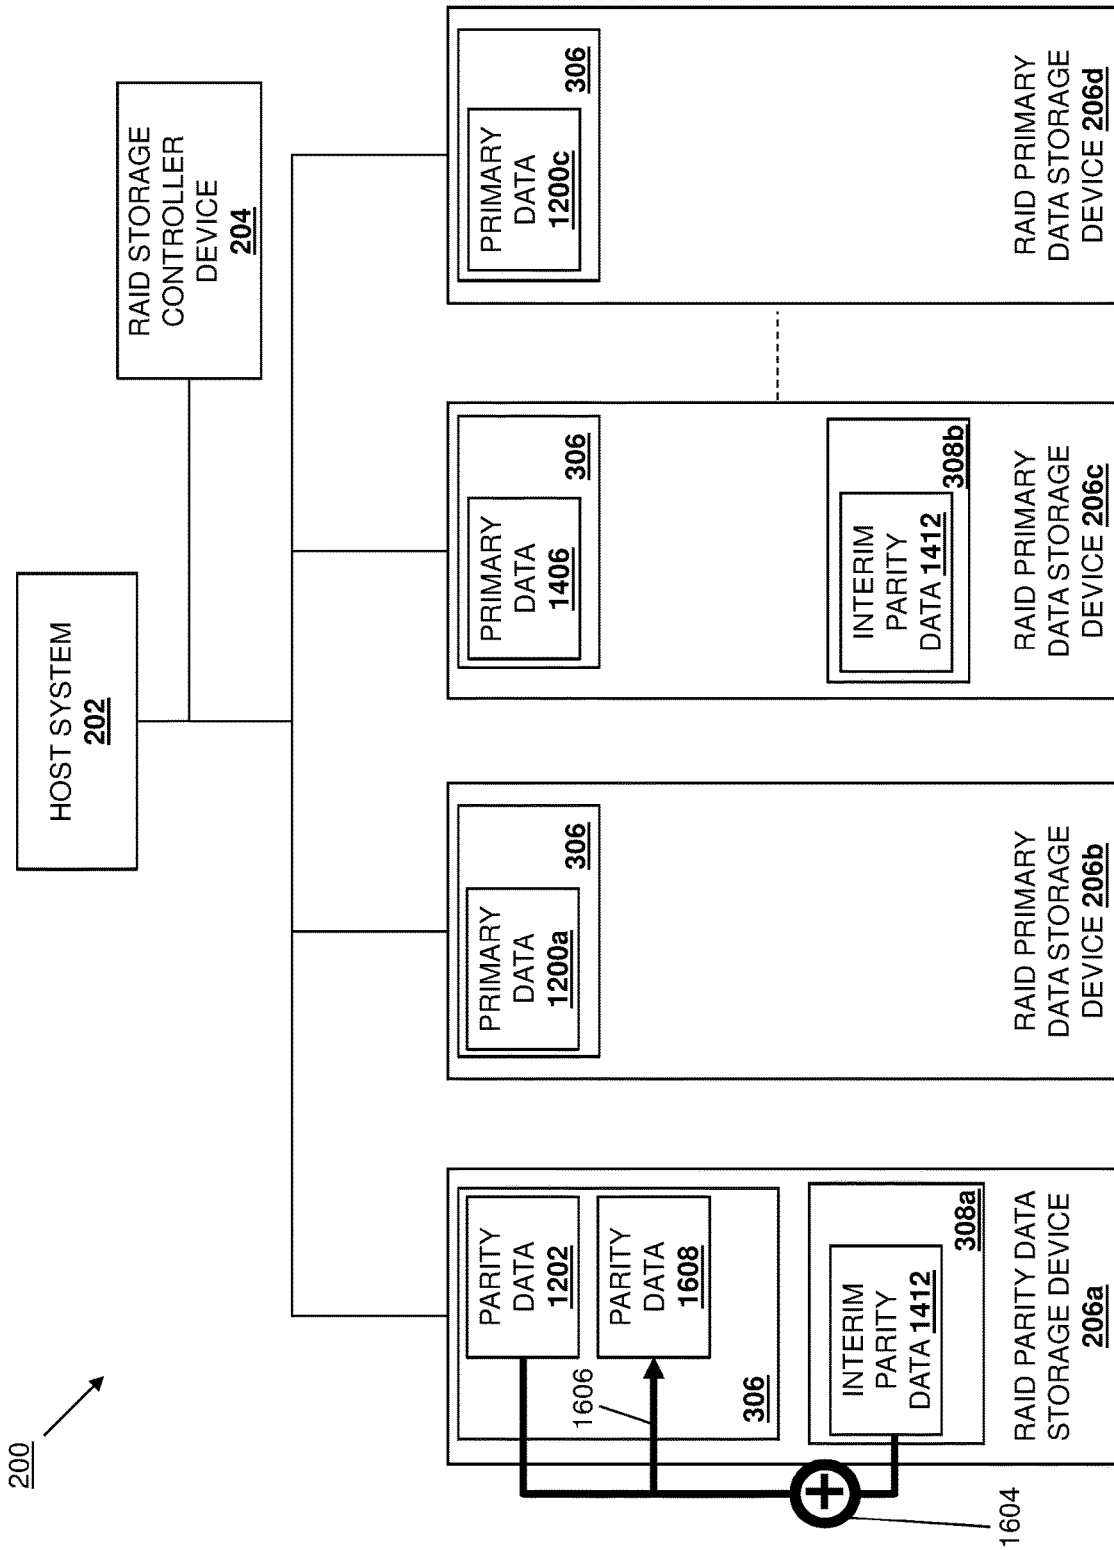 200
HOST SYSTEM
202
RAID STORAGE
CONTROLLER
DEVICE
204
PARITY
DATA
1202
PARITY
DATA
1608
1606
306
INTERIM
PARITY
DATA 1412
308a
1604
RAID PARITY DATA
STORAGE DEVICE
206a
PRIMARY
DATA
1200a
306
RAID PRIMARY
DATA STORAGE
DEVICE 206b
PRIMARY
DATA
1406
306
INTERIM
PARITY
DATA 1412
308b
RAID PRIMARY
DATA STORAGE
DEVICE 206c
PRIMARY
DATA
1200c
306
RAID PRIMARY
DATA STORAGE
DEVICE 206d